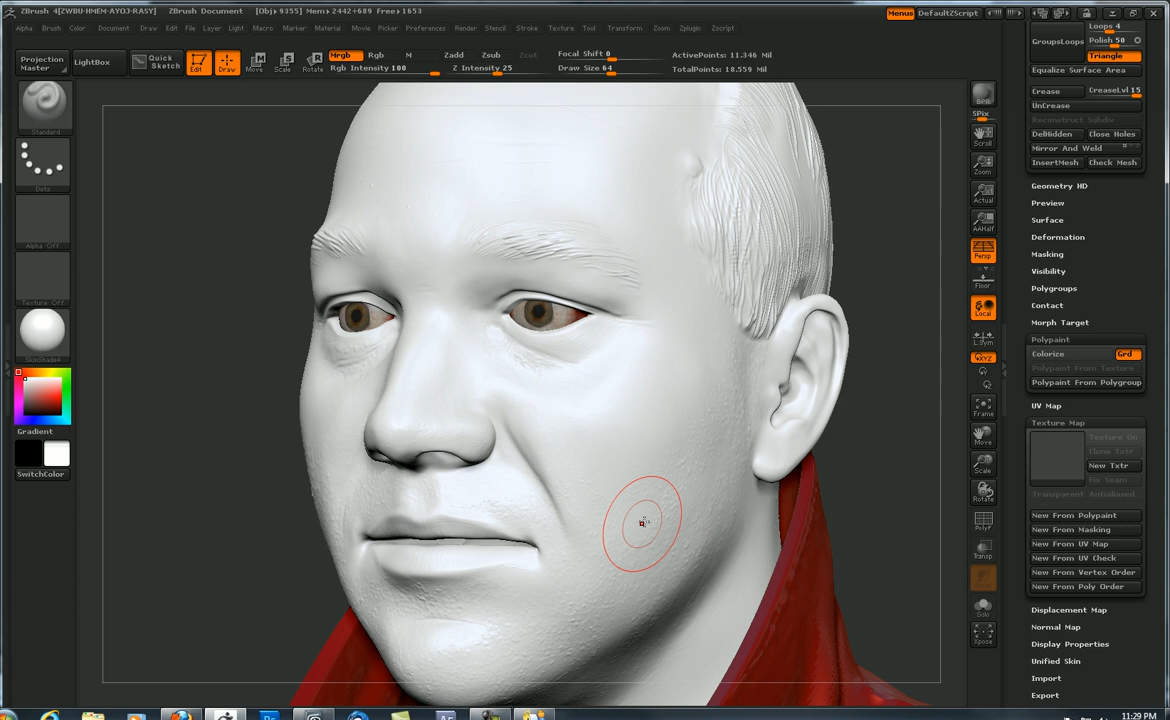 ZBrush 4[ZWBU-HMEM-AYOJ-RASY]   ZBrush Document   [Obj▸9355] Mem▸2442+689 Free▸1653   Menus   DefaultZScript
Alpha   Brush   Color   Document   Draw   Edit   File   Layer   Light   Macro   Marker   Material   Movie   Picker   Preferences   Render   Stencil   Stroke   Texture   Tool   Transform   Zoom   Zplugin   Zscript
Projection Master
LightBox
Quick Sketch
Edit
Draw
Move
Scale
Rotate
Mrgb   Rgb   M   Zadd   Zsub   Zcut
Rgb Intensity 100   Z Intensity 25
Focal Shift 0
Draw Size 64
ActivePoints: 11.346 Mil
TotalPoints: 18.559 Mil
Standard
Dots
Alpha Off
Texture Off
SkinShade4
Gradient
SwitchColor
BPR
SPix
Scroll
Zoom
Actual
AAHalf
Persp
Floor
Local
L.Sym
XYZ
Frame
Move
Scale
Rotate
PolyF
Transp
Solo
Xpose
Loops 4
GroupsLoops   Polish 50
Triangle
Equalize Surface Area
Crease   CreaseLvl 15
UnCrease
Reconstruct Subdiv
DelHidden   Close Holes
Mirror And Weld
InsertMesh   Check Mesh
Geometry HD
Preview
Surface
Deformation
Masking
Visibility
Polygroups
Contact
Morph Target
Polypaint
Colorize   Grd
Polypaint From Texture
Polypaint From Polygroup
UV Map
Texture Map
Texture On
Clone Txtr
New Txtr
Fix Seam
Transparent   Antialiased
New From Polypaint
New From Masking
New From UV Map
New From UV Check
New From Vertex Order
New From Poly Order
Displacement Map
Normal Map
Display Properties
Unified Skin
Import
Export
11:29 PM